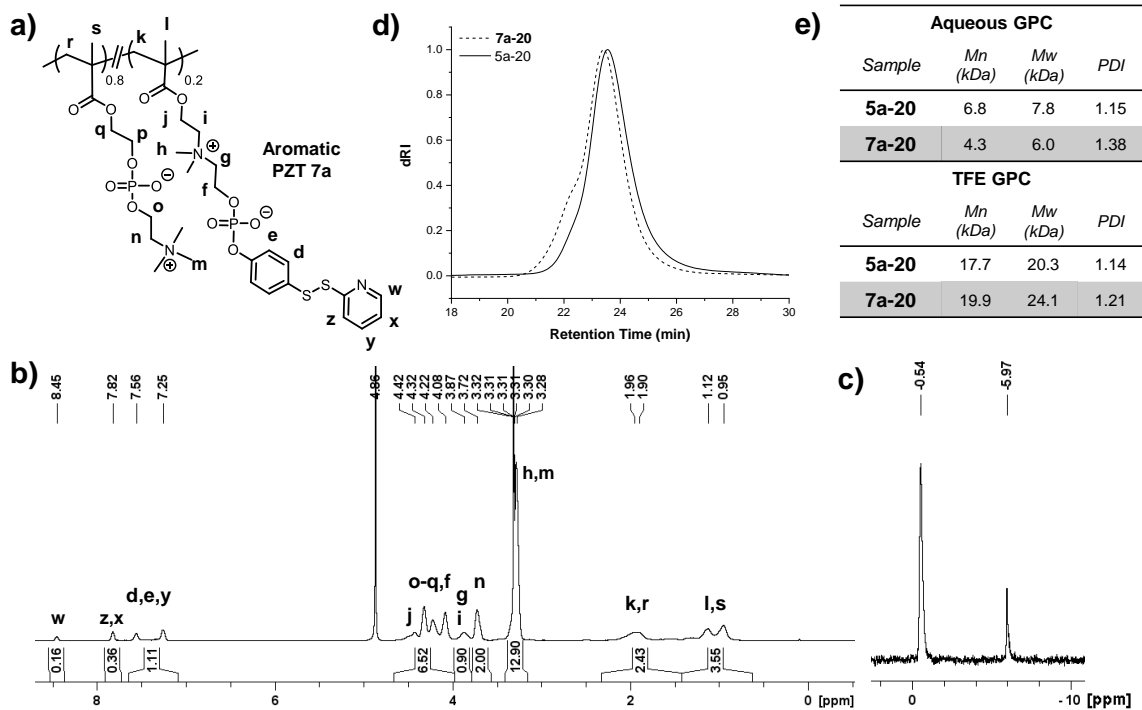 a)
r
s
k
l
0.8
0.2
O
O
O
O
q
p
j
i
h
N
⊕
g
f
Aromatic
PZT 7a
O
O=P-O
⊖
O
o
n
N
⊕
m
O
O=P-O
⊖
O
e
d
S-S
N
w
x
y
z
d)
7a-20
5a-20
dRI
1.0
0.8
0.6
0.4
0.2
0.0
18 20 22 24 26 28 30
Retention Time (min)
e)
Aqueous GPC
Sample Mn (kDa) Mw (kDa) PDI
5a-20 6.8 7.8 1.15
7a-20 4.3 6.0 1.38
TFE GPC
Sample Mn (kDa) Mw (kDa) PDI
5a-20 17.7 20.3 1.14
7a-20 19.9 24.1 1.21
b)
8.45 7.82 7.56 7.25 4.86 4.42 4.32 4.22 4.08 3.87 3.72 3.32 3.31 3.31 3.31 3.30 3.28 1.96 1.90 1.12 0.95
w
z,x
d,e,y
j
o-q,f
g
i
n
h,m
k,r
l,s
0.16 0.36 1.11 6.52 0.90 2.00 12.90 2.43 3.55
8 6 4 2 0 [ppm]
c)
-0.54 -5.97
0 -10 [ppm]